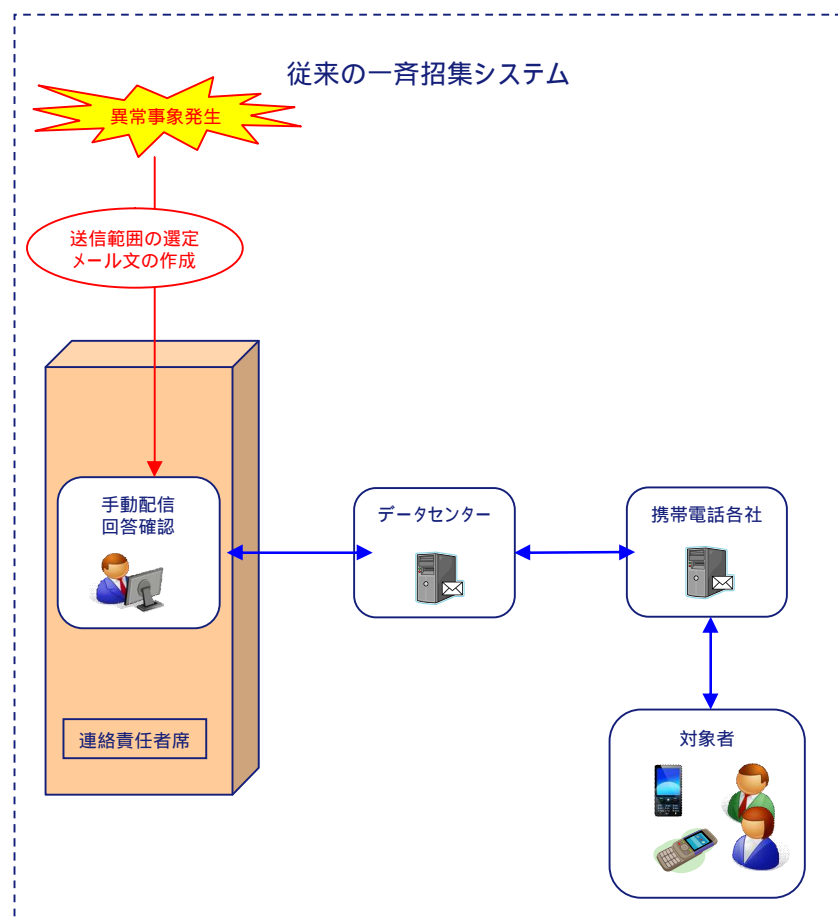 従来の一斉招集システム
異常事象発生
送信範囲の選定
メール文の作成
手動配信
回答確認
データセンター
携帯電話各社
連絡責任者席
対象者